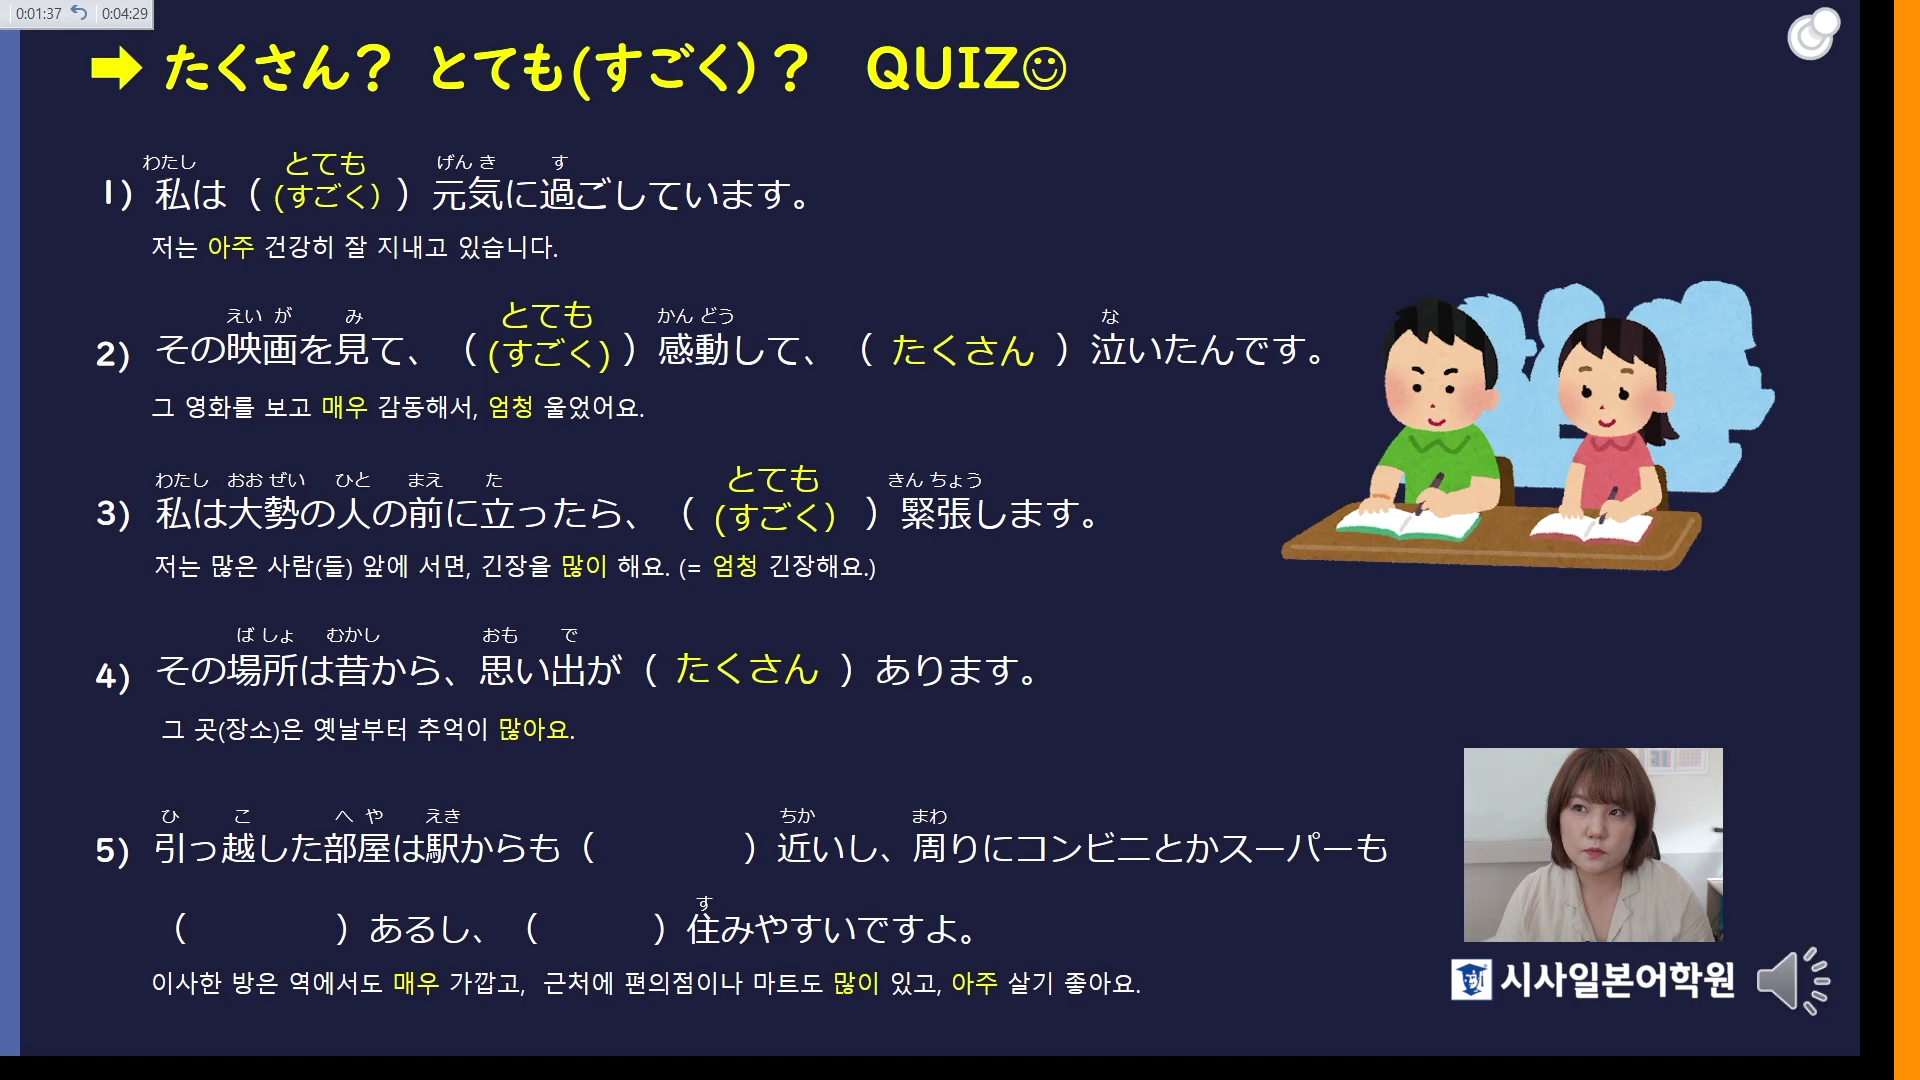 0:01:37 0:04:29
➡ たくさん？ とても(すごく)？ QUIZ☺
わたし とても げん き す
1) 私は（ (すごく) ）元気に過ごしています。
저는 아주 건강히 잘 지내고 있습니다.
えい が み とても かん どう な
2) その映画を見て、（ (すごく) ）感動して、（ たくさん ）泣いたんです。
그 영화를 보고 매우 감동해서, 엄청 울었어요.
わたし おお ぜい ひと まえ た とても きん ちょう
3) 私は大勢の人の前に立ったら、（ (すごく) ）緊張します。
저는 많은 사람(들) 앞에 서면, 긴장을 많이 해요. (= 엄청 긴장해요.)
ば しょ むかし おも で
4) その場所は昔から、思い出が（ たくさん ）あります。
그 곳(장소)은 옛날부터 추억이 많아요.
ひ こ へ や えき ちか まわ
5) 引っ越した部屋は駅からも（ ）近いし、周りにコンビニとかスーパーも
す
（ ）あるし、（ ）住みやすいですよ。
이사한 방은 역에서도 매우 가깝고, 근처에 편의점이나 마트도 많이 있고, 아주 살기 좋아요.
시사일본어학원